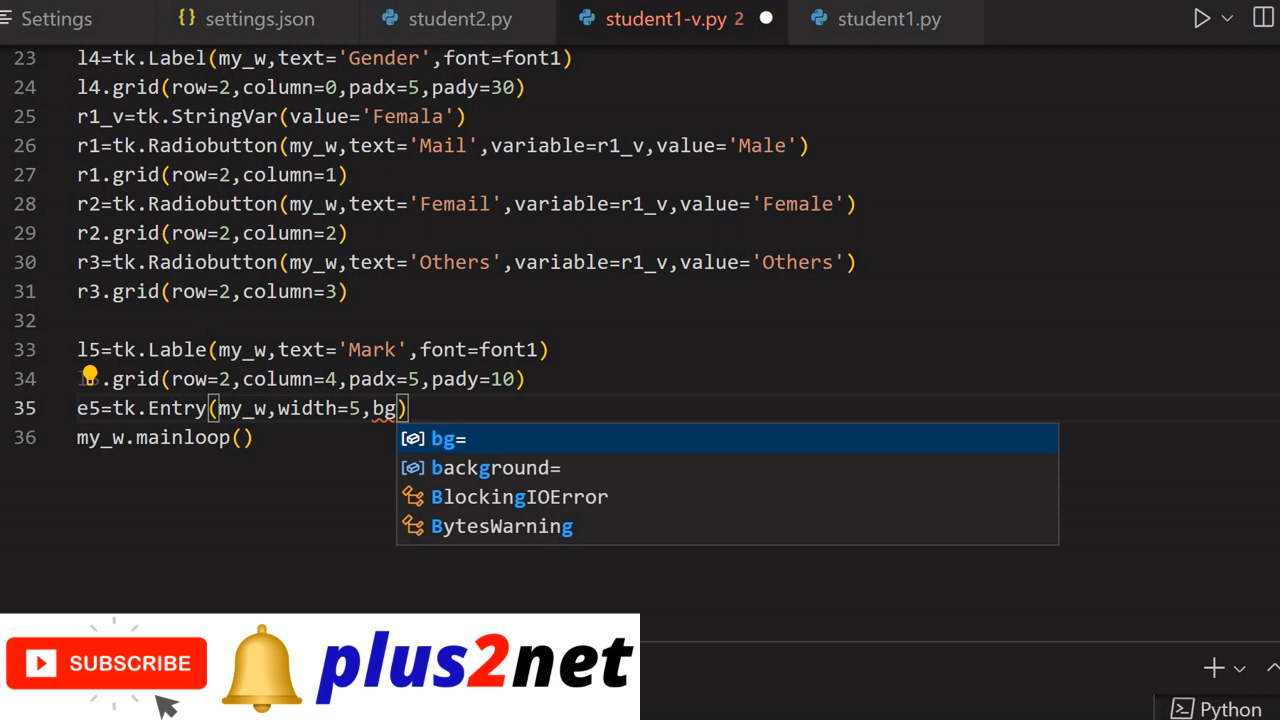 Settings
{} settings.json
student2.py
student1-v.py 2
student1.py
23 l4=tk.Label(my_w,text='Gender',font=font1)
24 l4.grid(row=2,column=0,padx=5,pady=30)
25 r1_v=tk.StringVar(value='Femala')
26 r1=tk.Radiobutton(my_w,text='Mail',variable=r1_v,value='Male')
27 r1.grid(row=2,column=1)
28 r2=tk.Radiobutton(my_w,text='Femail',variable=r1_v,value='Female')
29 r2.grid(row=2,column=2)
30 r3=tk.Radiobutton(my_w,text='Others',variable=r1_v,value='Others')
31 r3.grid(row=2,column=3)
32
33 l5=tk.Lable(my_w,text='Mark',font=font1)
34 .grid(row=2,column=4,padx=5,pady=10)
35 e5=tk.Entry(my_w,width=5,bg)
36 my_w.mainloop()
bg=
background=
BlockingIOError
BytesWarning
SUBSCRIBE
plus2net
Python